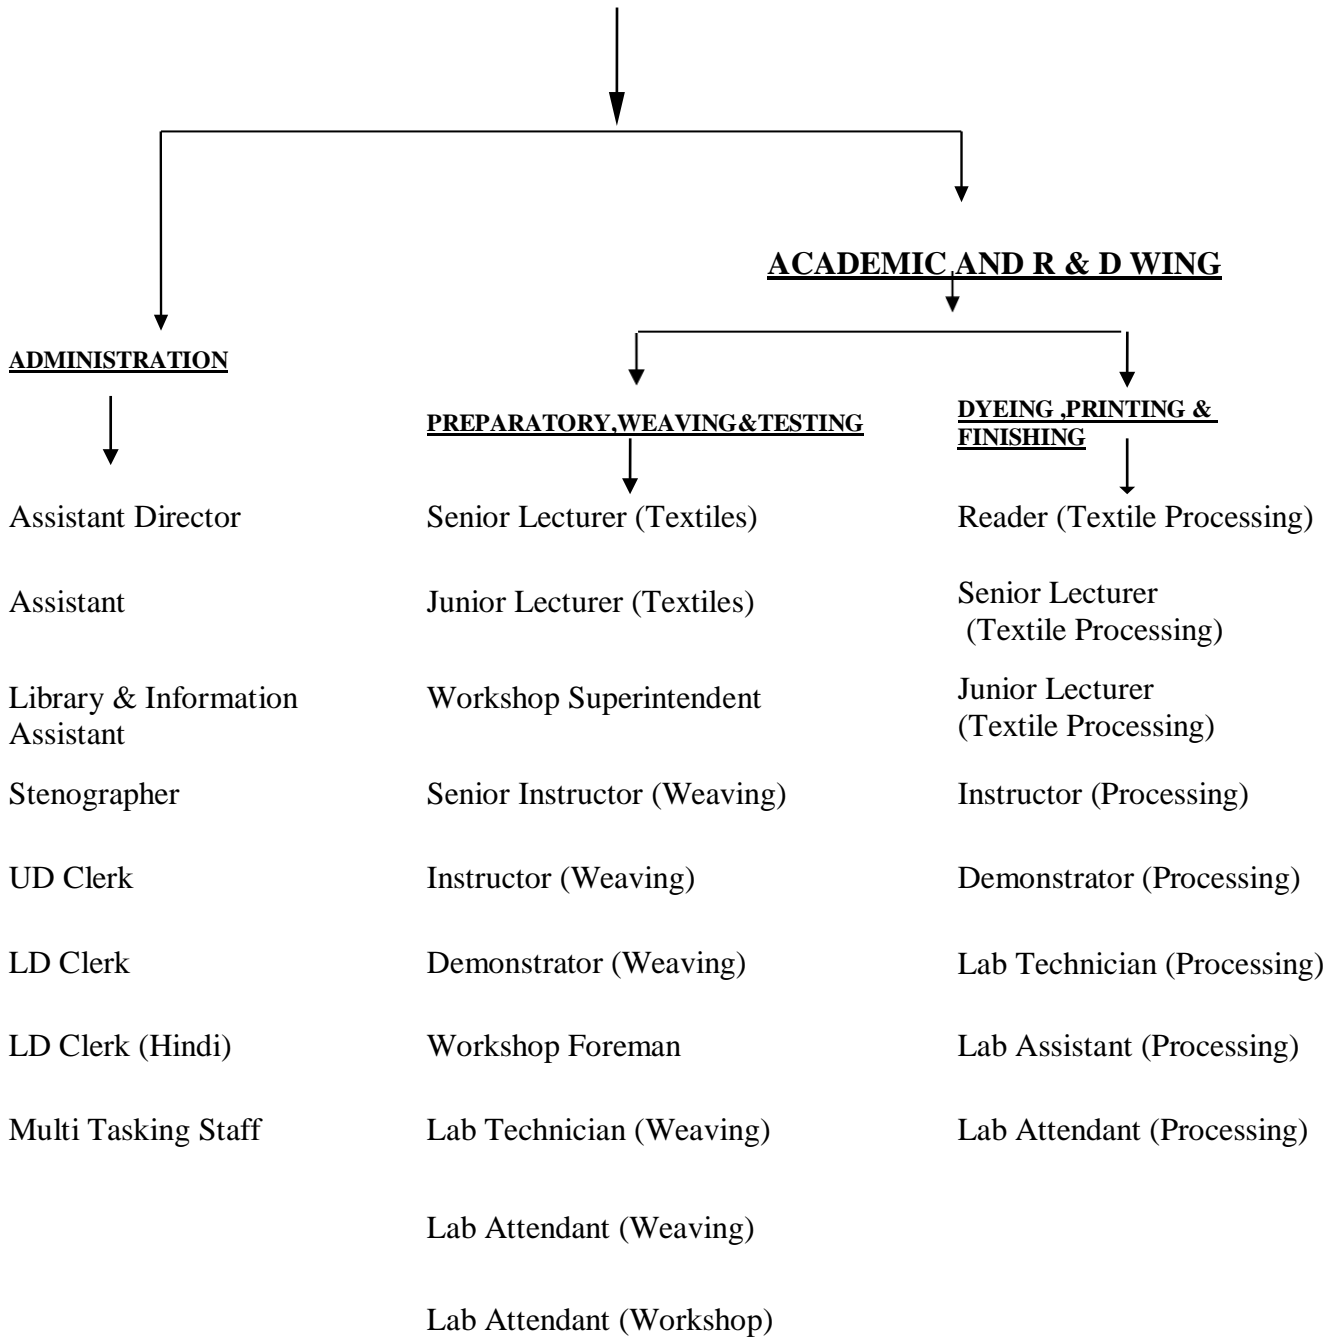 ACADEMIC AND R & D WING
ADMINISTRATION
PREPARATORY,WEAVING&TESTING
DYEING ,PRINTING &
FINISHING
Assistant Director
Senior Lecturer (Textiles)
Reader (Textile Processing)
Assistant
Junior Lecturer (Textiles)
Senior Lecturer
(Textile Processing)
Library & Information
Assistant
Workshop Superintendent
Junior Lecturer
(Textile Processing)
Stenographer
Senior Instructor (Weaving)
Instructor (Processing)
UD Clerk
Instructor (Weaving)
Demonstrator (Processing)
LD Clerk
Demonstrator (Weaving)
Lab Technician (Processing)
LD Clerk (Hindi)
Workshop Foreman
Lab Assistant (Processing)
Multi Tasking Staff
Lab Technician (Weaving)
Lab Attendant (Processing)
Lab Attendant (Weaving)
Lab Attendant (Workshop)